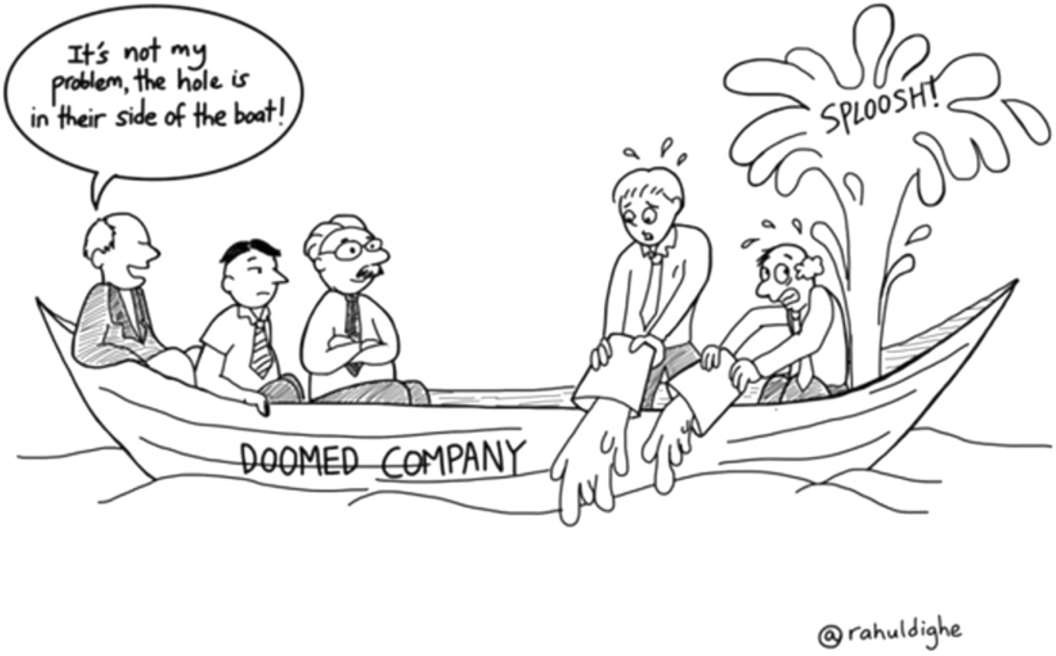 It's not my
problem, the hole is
in their side of the boat!
SPLOOSH!
DOOMED COMPANY
@rahuldighe